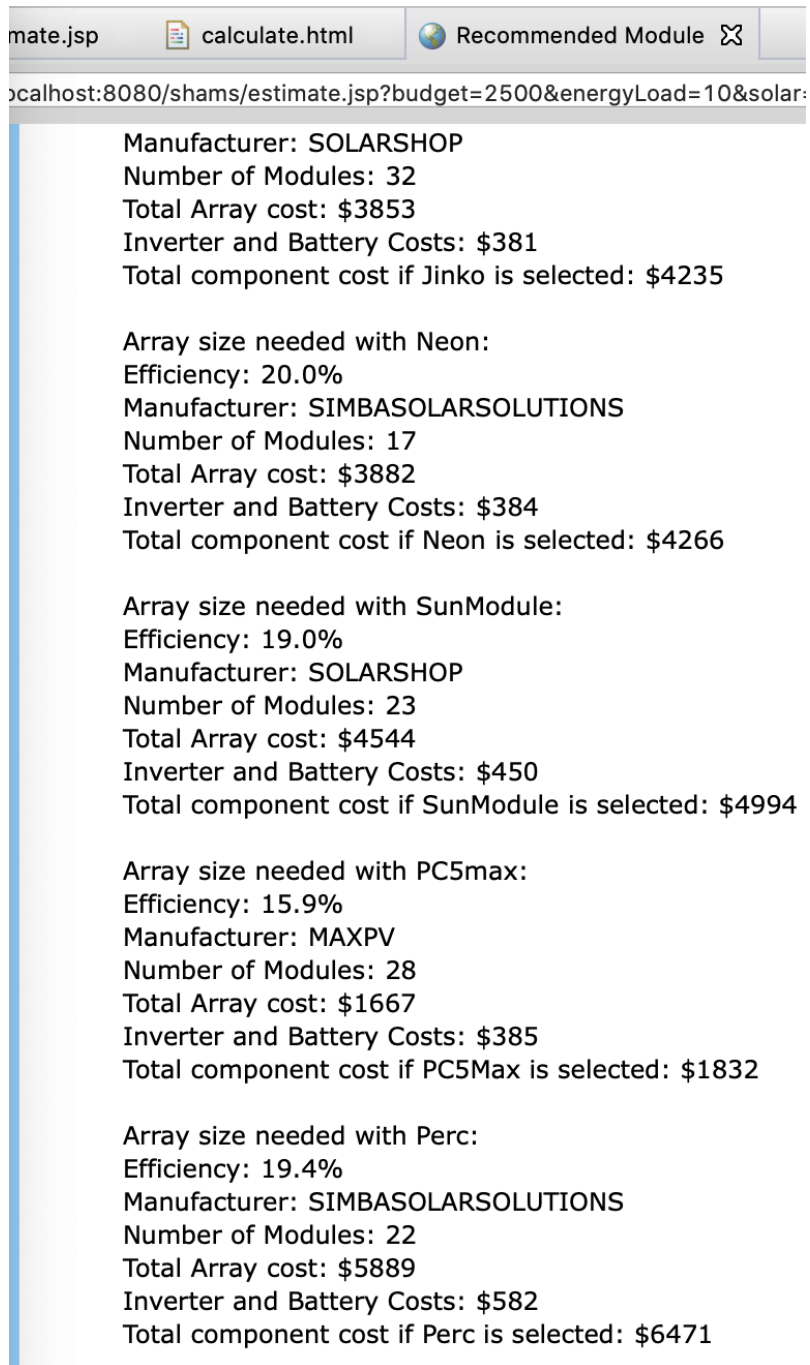 mate.jsp calculate.html Recommended Module
ocalhost:8080/shams/estimate.jsp?budget=2500&energyLoad=10&solar=
Manufacturer: SOLARSHOP
Number of Modules: 32
Total Array cost: $3853
Inverter and Battery Costs: $381
Total component cost if Jinko is selected: $4235
Array size needed with Neon:
Efficiency: 20.0%
Manufacturer: SIMBASOLARSOLUTIONS
Number of Modules: 17
Total Array cost: $3882
Inverter and Battery Costs: $384
Total component cost if Neon is selected: $4266
Array size needed with SunModule:
Efficiency: 19.0%
Manufacturer: SOLARSHOP
Number of Modules: 23
Total Array cost: $4544
Inverter and Battery Costs: $450
Total component cost if SunModule is selected: $4994
Array size needed with PC5max:
Efficiency: 15.9%
Manufacturer: MAXPV
Number of Modules: 28
Total Array cost: $1667
Inverter and Battery Costs: $385
Total component cost if PC5Max is selected: $1832
Array size needed with Perc:
Efficiency: 19.4%
Manufacturer: SIMBASOLARSOLUTIONS
Number of Modules: 22
Total Array cost: $5889
Inverter and Battery Costs: $582
Total component cost if Perc is selected: $6471